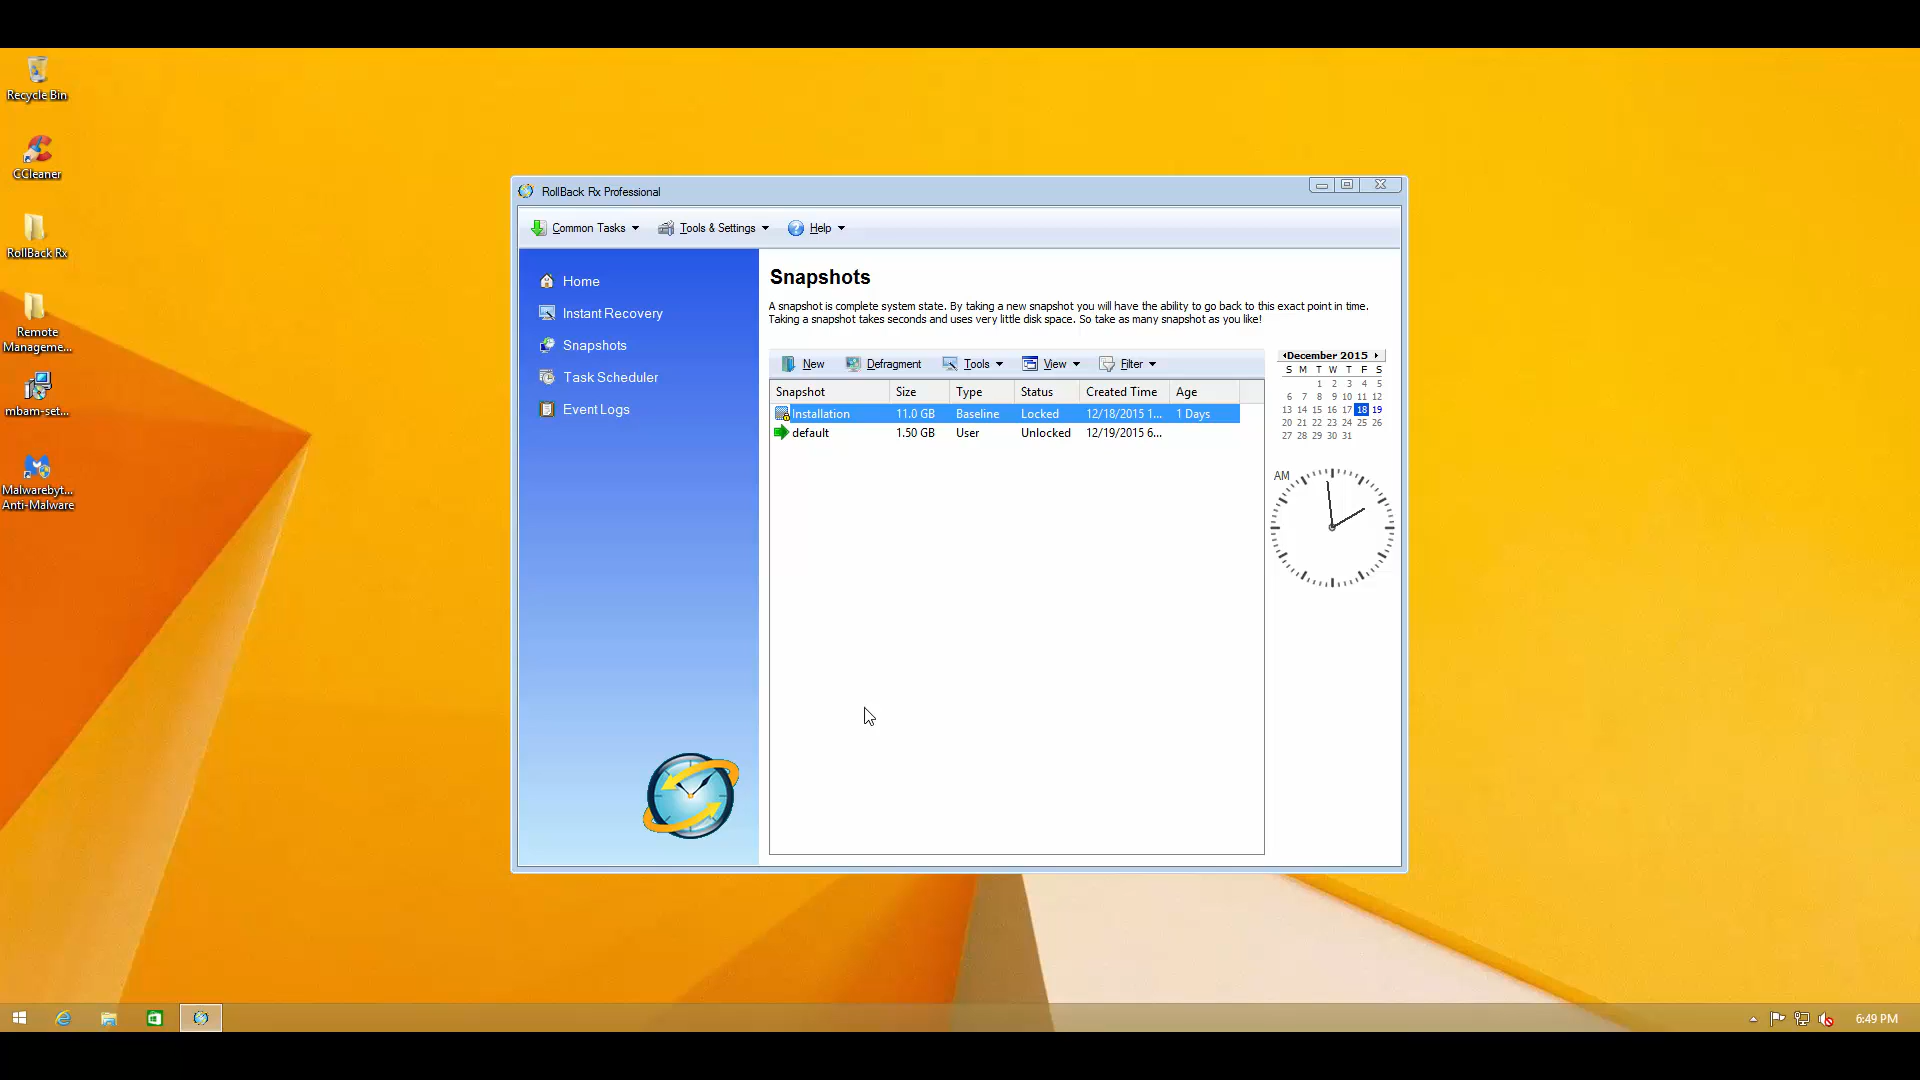 Recycle Bin
CCleaner
RollBack Rx
Remote
Manageme...
mbam-set...
Malwarebyt...
Anti-Malware
RollBack Rx Professional
Common Tasks Tools & Settings Help
Home
Instant Recovery
Snapshots
Task Scheduler
Event Logs
Snapshots
A snapshot is complete system state. By taking a new snapshot you will have the ability to go back to this exact point in time.
Taking a snapshot takes seconds and uses very little disk space. So take as many snapshot as you like!
New Defragment Tools View Filter
Snapshot Size Type Status Created Time Age
Installation 11.0 GB Baseline Locked 12/18/2015 1... 1 Days
default 1.50 GB User Unlocked 12/19/2015 6...
December 2015
S M T W T F S
1 2 3 4 5
6 7 8 9 10 11 12
13 14 15 16 17 18 19
20 21 22 23 24 25 26
27 28 29 30 31
AM
6:49 PM